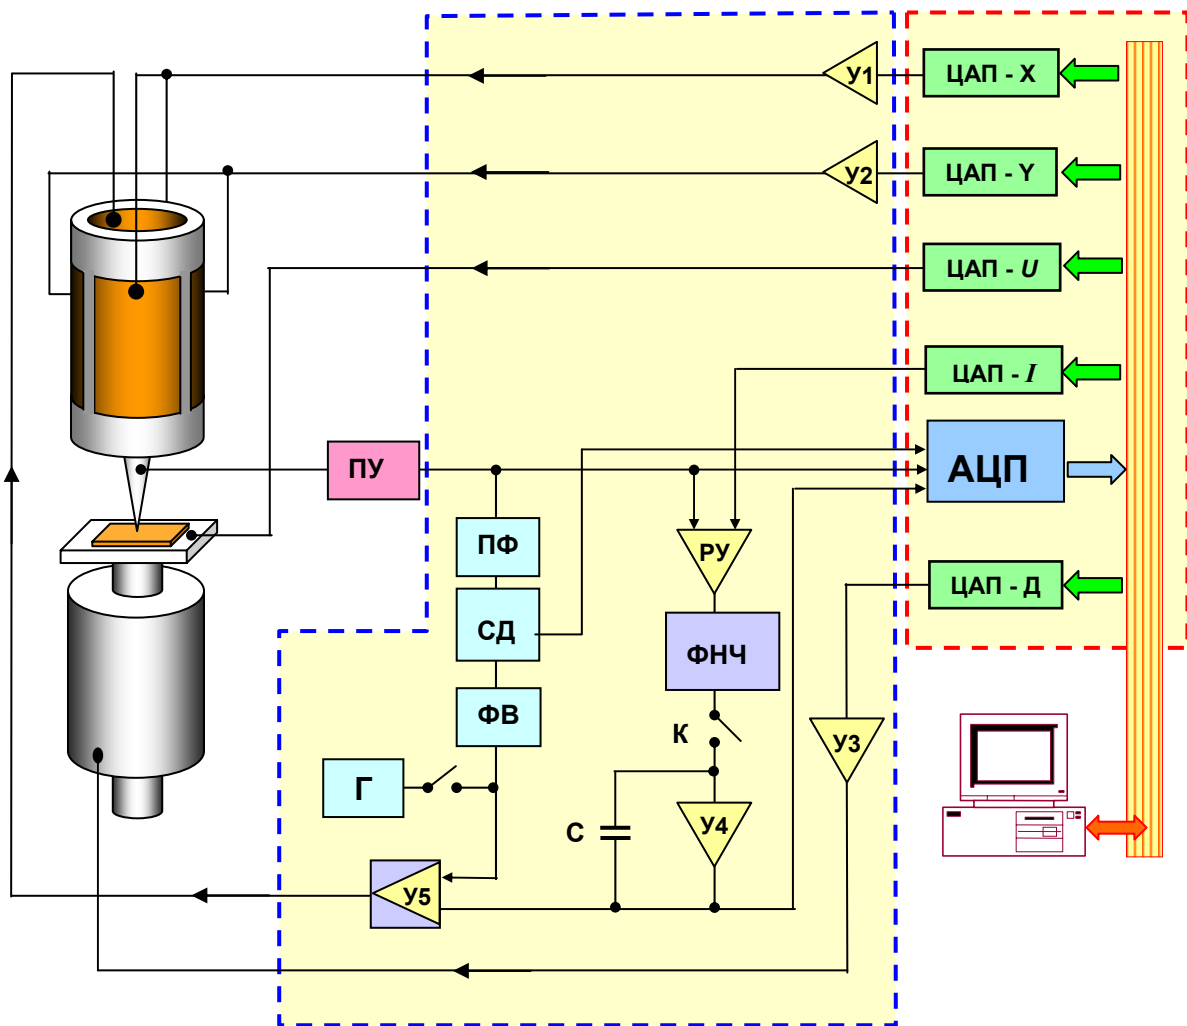 У1
ЦАП - X
У2
ЦАП - Y
ЦАП - U
ЦАП - I
ПУ
АЦП
ПФ
РУ
ЦАП - Д
СД
ФНЧ
ФВ
К
У3
Г
С
У4
У5